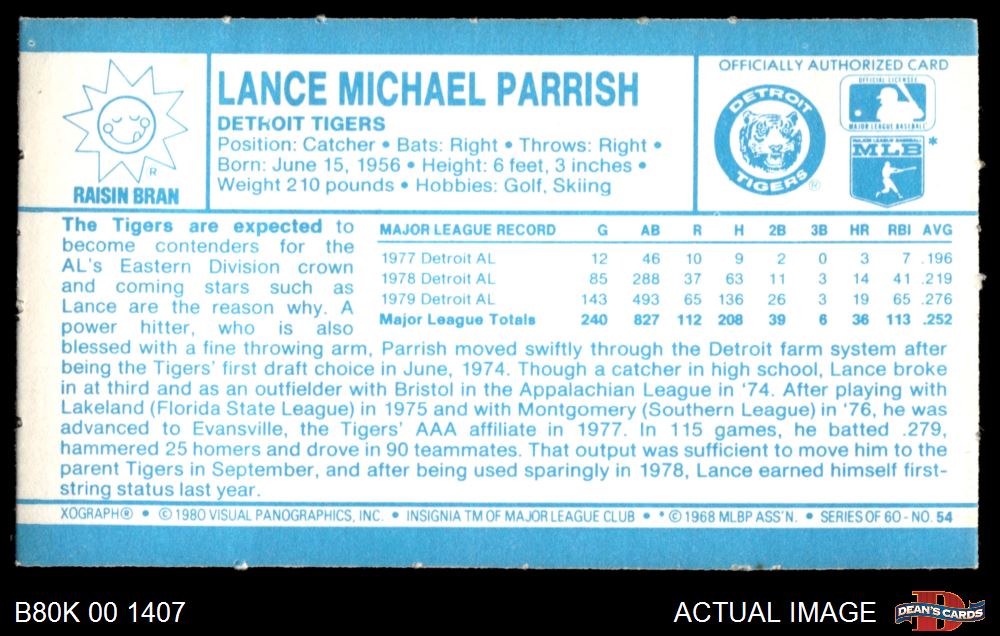 RAISIN BRAN
R
LANCE MICHAEL PARRISH
DETROIT TIGERS
Position: Catcher • Bats: Right • Throws: Right •
Born: June 15, 1956 • Height: 6 feet, 3 inches •
Weight 210 pounds • Hobbies: Golf, Skiing
OFFICIALLY AUTHORIZED CARD
DETROIT
TIGERS
®
OFFICIAL LICENSEE
MAJOR LEAGUE BASEBALL
MAJOR LEAGUE BASEBALL
MLB *
The Tigers are expected to
become contenders for the
AL's Eastern Division crown
and coming stars such as
Lance are the reason why. A
power hitter, who is also
MAJOR LEAGUE RECORD G AB R H 2B 3B HR RBI AVG
1977 Detroit AL 12 46 10 9 2 0 3 7 .196
1978 Detroit AL 85 288 37 63 11 3 14 41 .219
1979 Detroit AL 143 493 65 136 26 3 19 65 .276
Major League Totals 240 827 112 208 39 6 36 113 .252
blessed with a fine throwing arm, Parrish moved swiftly through the Detroit farm system after
being the Tigers' first draft choice in June, 1974. Though a catcher in high school, Lance broke
in at third and as an outfielder with Bristol in the Appalachian League in '74. After playing with
Lakeland (Florida State League) in 1975 and with Montgomery (Southern League) in '76, he was
advanced to Evansville, the Tigers' AAA affiliate in 1977. In 115 games, he batted .279,
hammered 25 homers and drove in 90 teammates. That output was sufficient to move him to the
parent Tigers in September, and after being used sparingly in 1978, Lance earned himself first-
string status last year.
XOGRAPH® • © 1980 VISUAL PANOGRAPHICS, INC. • INSIGNIA TM OF MAJOR LEAGUE CLUB • * © 1968 MLBP ASS'N. • SERIES OF 60 - NO. 54
B80K 00 1407
ACTUAL IMAGE
DEAN'S CARDS